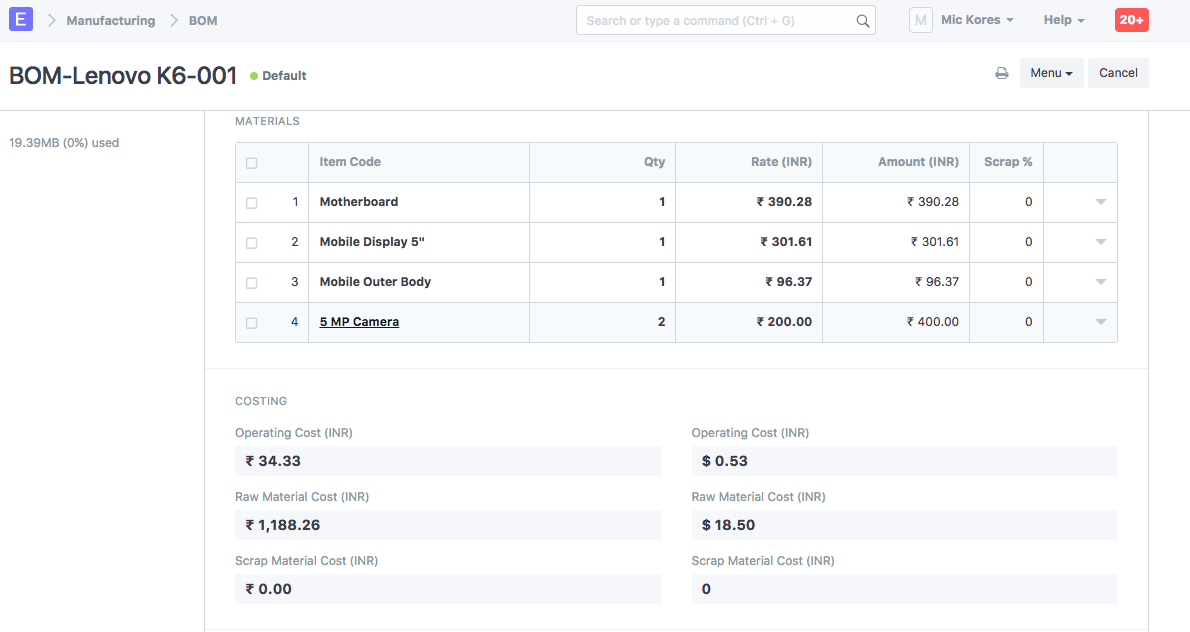 E Manufacturing BOM Search or type a command (Ctrl + G) M Mic Kores Help 20+
BOM-Lenovo K6-001 Default Menu Cancel
19.39MB (0%) used
MATERIALS
Item Code Qty Rate (INR) Amount (INR) Scrap %
1 Motherboard 1 ₹ 390.28 ₹ 390.28 0
2 Mobile Display 5" 1 ₹ 301.61 ₹ 301.61 0
3 Mobile Outer Body 1 ₹ 96.37 ₹ 96.37 0
4 5 MP Camera 2 ₹ 200.00 ₹ 400.00 0
COSTING
Operating Cost (INR) Operating Cost (INR)
₹ 34.33 $ 0.53
Raw Material Cost (INR) Raw Material Cost (INR)
₹ 1,188.26 $ 18.50
Scrap Material Cost (INR) Scrap Material Cost (INR)
₹ 0.00 0